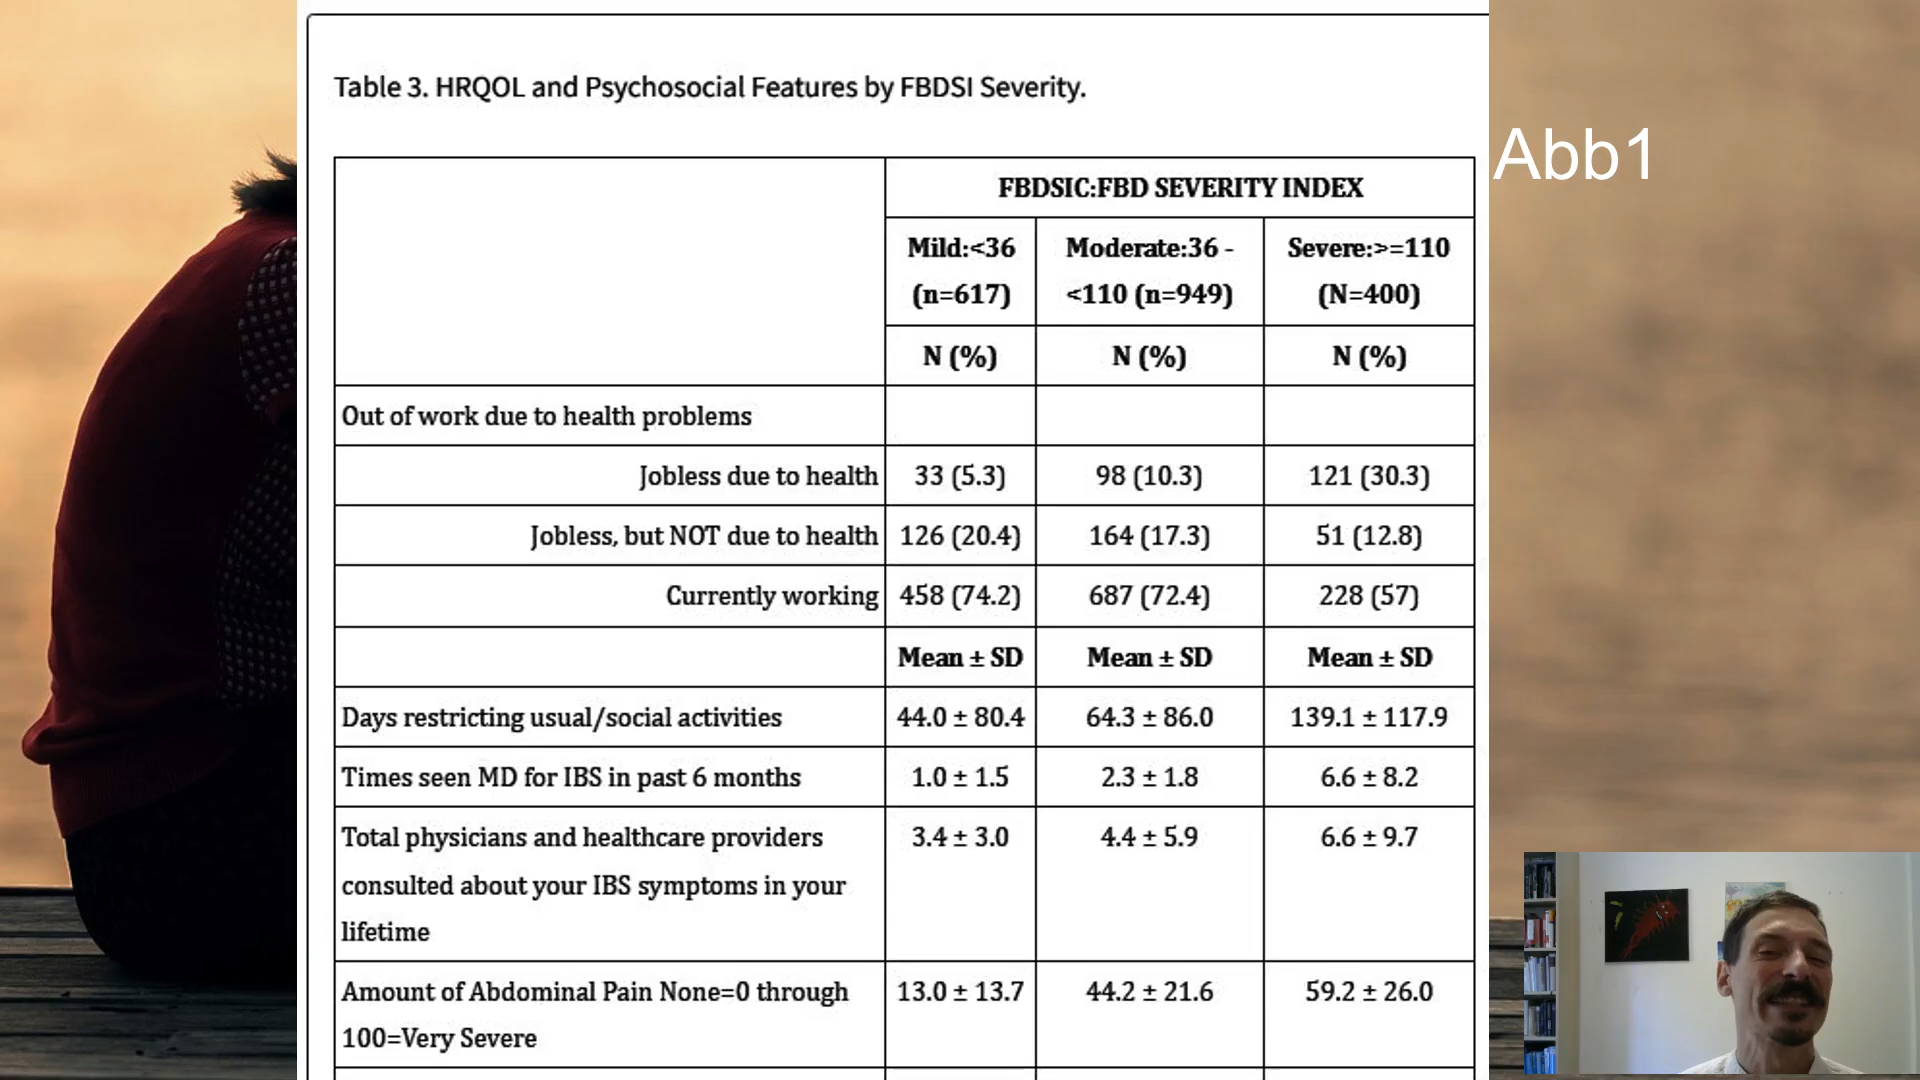 Table 3. HRQOL and Psychosocial Features by FBDSI Severity.
Abb1
FBDSIC:FBD SEVERITY INDEX
Mild:<36 (n=617) Moderate:36 - <110 (n=949) Severe:>=110 (N=400)
N (%) N (%) N (%)
Out of work due to health problems
Jobless due to health 33 (5.3) 98 (10.3) 121 (30.3)
Jobless, but NOT due to health 126 (20.4) 164 (17.3) 51 (12.8)
Currently working 458 (74.2) 687 (72.4) 228 (57)
Mean ± SD Mean ± SD Mean ± SD
Days restricting usual/social activities 44.0 ± 80.4 64.3 ± 86.0 139.1 ± 117.9
Times seen MD for IBS in past 6 months 1.0 ± 1.5 2.3 ± 1.8 6.6 ± 8.2
Total physicians and healthcare providers 3.4 ± 3.0 4.4 ± 5.9 6.6 ± 9.7
consulted about your IBS symptoms in your
lifetime
Amount of Abdominal Pain None=0 through 13.0 ± 13.7 44.2 ± 21.6 59.2 ± 26.0
100=Very Severe